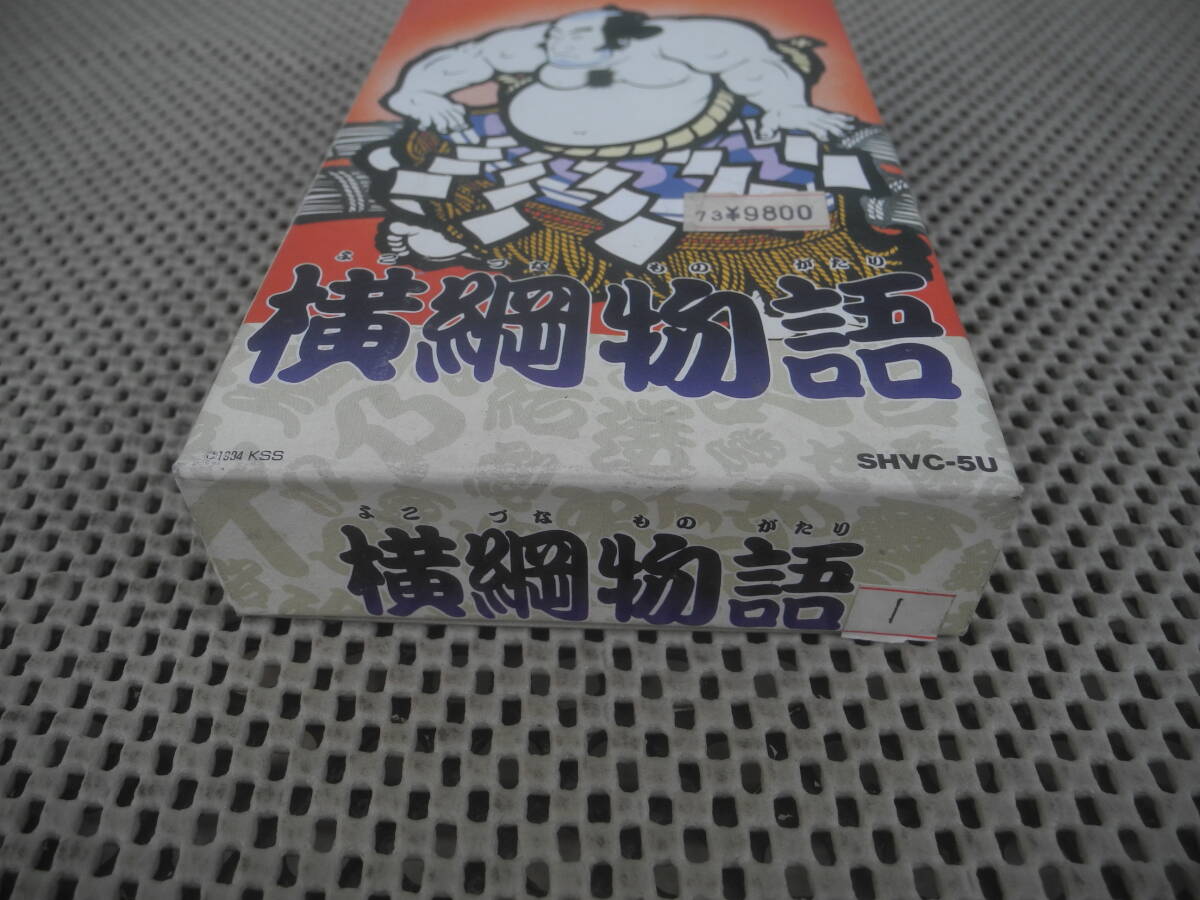 73¥9800
よこ づな もの がたり
横綱物語
©1994 KSS
SHVC-5U
よこ づな もの がたり
横綱物語
1